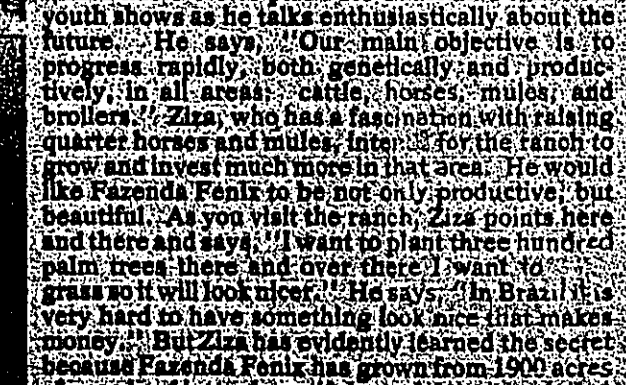 youth shows as he talks enthusiastically about the
future. He says, "Our main objective is to
progress rapidly, both genetically and produc-
tively, in all areas: cattle, horses, mules, and
broilers." Ziza, who has a fascination with raising
quarter horses and mules, for the ranch to
grow and invest much more in that area. He would
like Fazenda Fenix to be not only productive, but
beautiful. As you visit the ranch, Ziza points here
and there and says, "I want to plant three hundred
palm trees there and over there I want to
grass so it will look nicer." He says, "In Brazil it is
very hard to have something look nice that makes
money." But Ziza has evidently learned the secret
because Fazenda Fenix has grown from 1900 acres